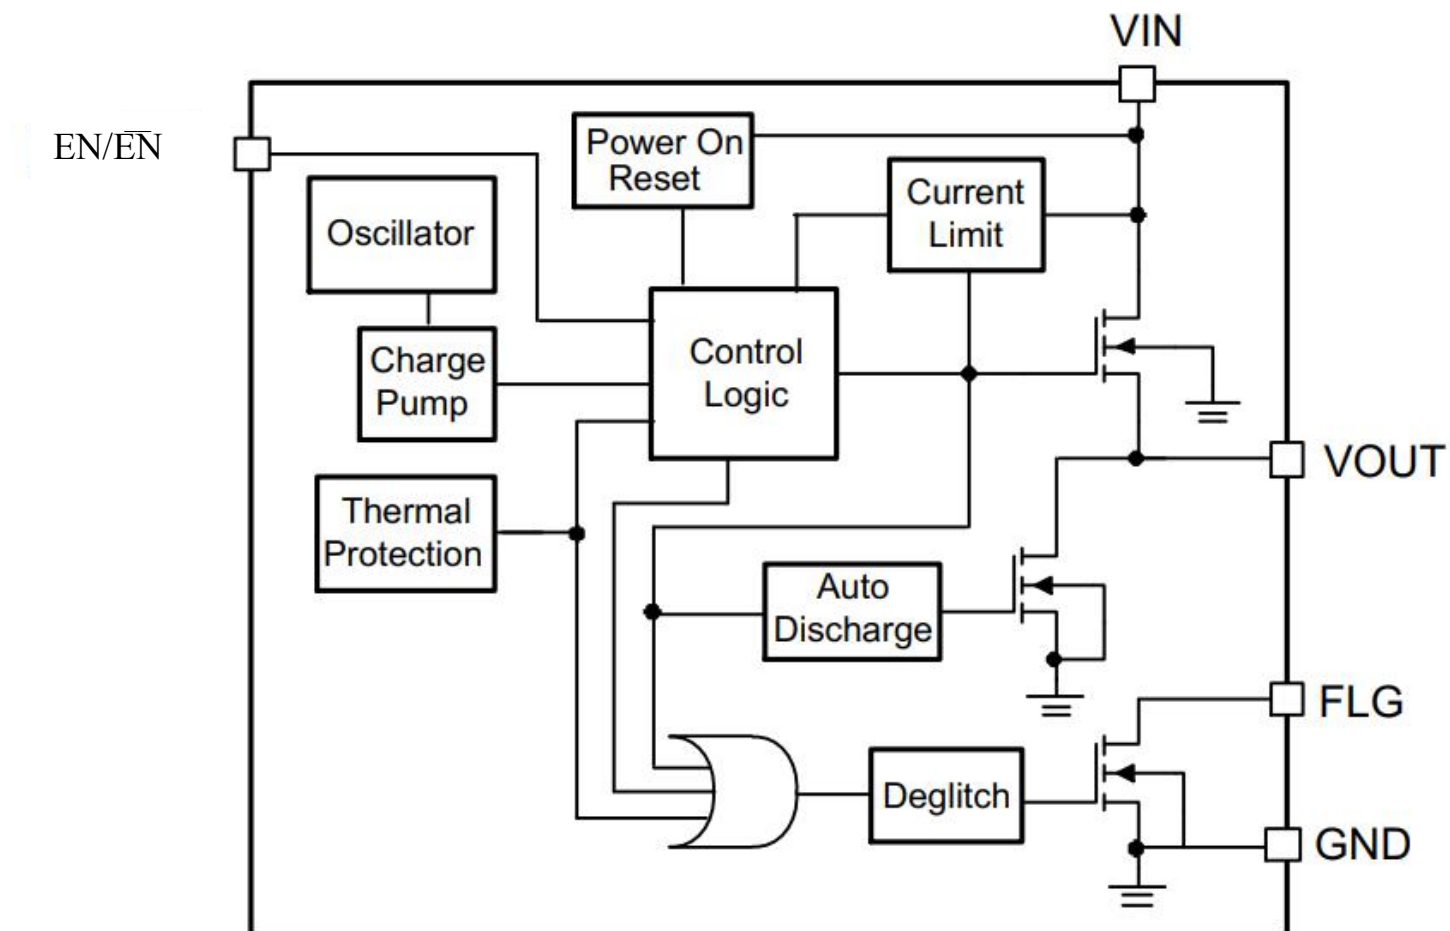 VIN
EN/E̅N̅
Power On
Reset
Current
Limit
Oscillator
Control
Logic
Charge
Pump
VOUT
Thermal
Protection
Auto
Discharge
FLG
Deglitch
GND